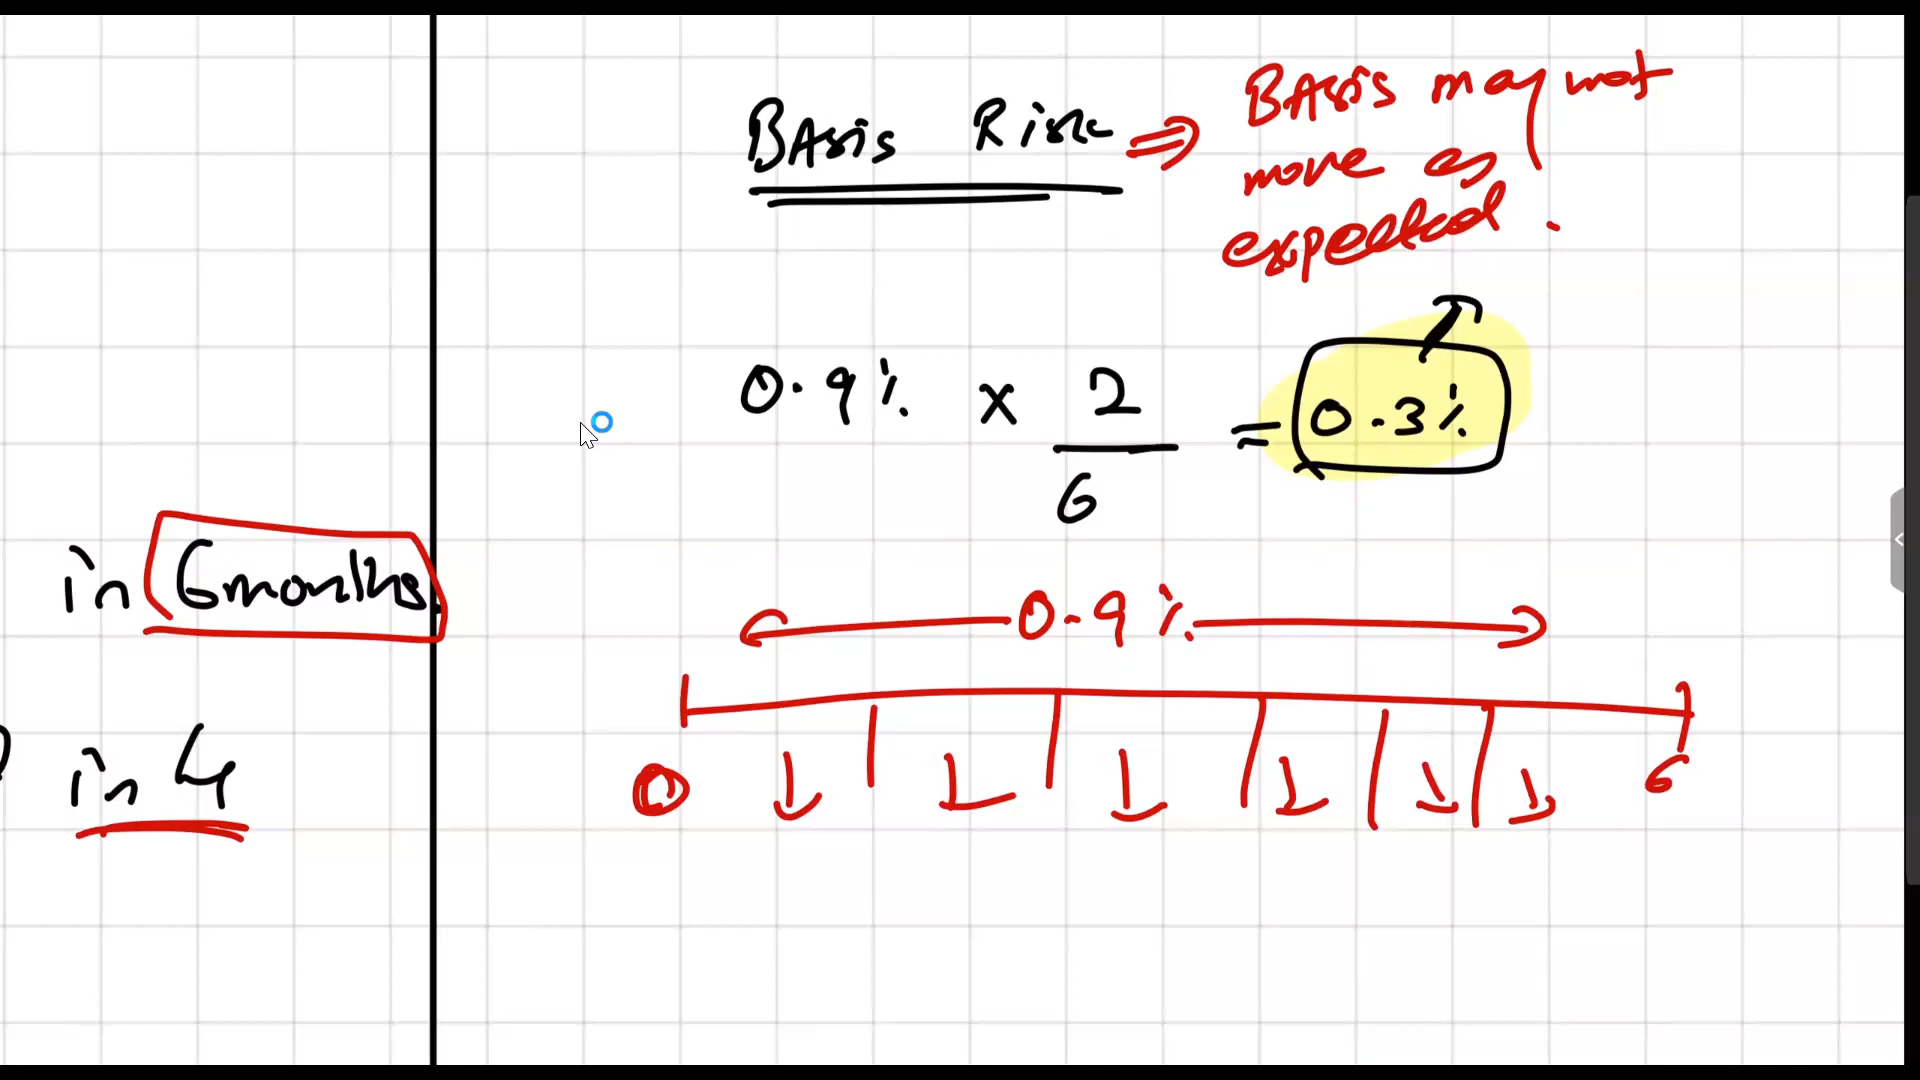 BAsis Risk ⇒ BAsis may not
move as
expected.
0.9% x 2
6
= 0.3%
in 6months
0.9%
0 1 1 1 1 1 1 6
in 4